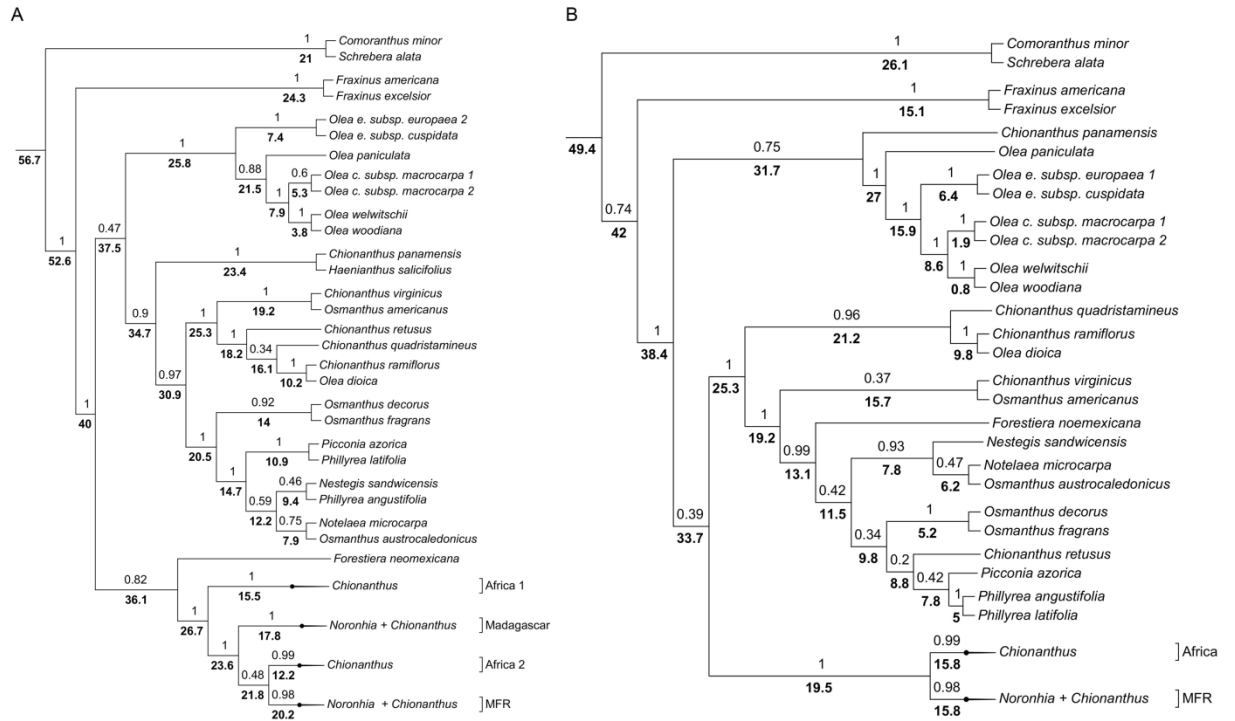 A
1
21
Comoranthus minor
Schrebera alata
1
24.3
Fraxinus americana
Fraxinus excelsior
56.7
1
52.6
1
40
0.47
37.5
1
25.8
1
7.4
Olea e. subsp. europaea 2
Olea e. subsp. cuspidata
0.88
21.5
Olea paniculata
1
7.9
0.6
5.3
Olea c. subsp. macrocarpa 1
Olea c. subsp. macrocarpa 2
1
3.8
Olea welwitschii
Olea woodiana
0.9
34.7
1
23.4
Chionanthus panamensis
Haenianthus salicifolius
0.97
30.9
1
25.3
1
19.2
Chionanthus virginicus
Osmanthus americanus
1
18.2
Chionanthus retusus
0.34
16.1
Chionanthus quadristamineus
1
10.2
Chionanthus ramiflorus
Olea dioica
1
20.5
0.92
14
Osmanthus decorus
Osmanthus fragrans
1
14.7
1
10.9
Picconia azorica
Phillyrea latifolia
0.59
12.2
0.46
9.4
Nestegis sandwicensis
Phillyrea angustifolia
0.75
7.9
Notelaea microcarpa
Osmanthus austrocaledonicus
0.82
36.1
Forestiera neomexicana
1
26.7
1
15.5
Chionanthus
Africa 1
1
23.6
1
17.8
Noronhia + Chionanthus
Madagascar
0.48
21.8
0.99
12.2
Chionanthus
Africa 2
0.98
20.2
Noronhia + Chionanthus
MFR
B
1
26.1
Comoranthus minor
Schrebera alata
49.4
0.74
42
1
15.1
Fraxinus americana
Fraxinus excelsior
1
38.4
0.75
31.7
Chionanthus panamensis
1
27
Olea paniculata
1
15.9
1
6.4
Olea e. subsp. europaea 1
Olea e. subsp. cuspidata
1
8.6
1
1.9
Olea c. subsp. macrocarpa 1
Olea c. subsp. macrocarpa 2
1
0.8
Olea welwitschii
Olea woodiana
0.39
33.7
1
25.3
0.96
21.2
Chionanthus quadristamineus
1
9.8
Chionanthus ramiflorus
Olea dioica
1
19.2
0.37
15.7
Chionanthus virginicus
Osmanthus americanus
0.99
13.1
Forestiera noemexicana
0.42
11.5
0.93
7.8
Nestegis sandwicensis
0.47
6.2
Notelaea microcarpa
Osmanthus austrocaledonicus
0.34
9.8
1
5.2
Osmanthus decorus
Osmanthus fragrans
0.2
8.8
Chionanthus retusus
0.42
7.8
Picconia azorica
1
5
Phillyrea angustifolia
Phillyrea latifolia
1
19.5
0.99
15.8
Chionanthus
Africa
0.98
15.8
Noronhia + Chionanthus
MFR